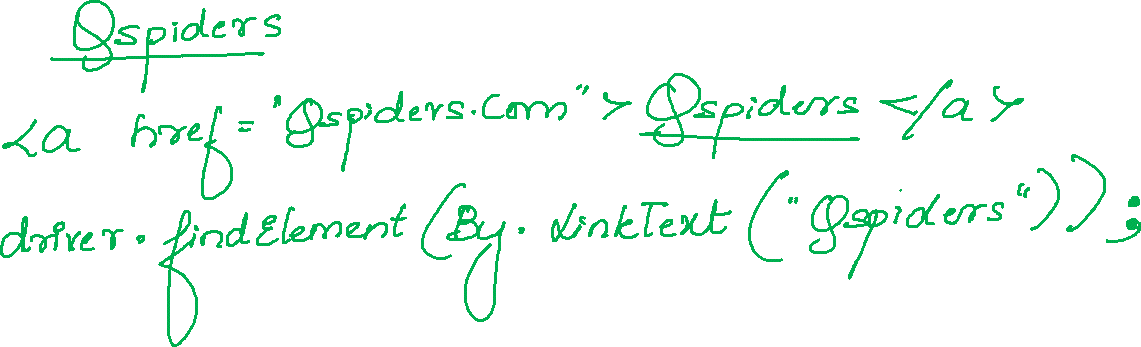 Qspiders
<a href="Qspiders.com"> Qspiders </a>
driver.findElement(By.linkText("Qspiders"));